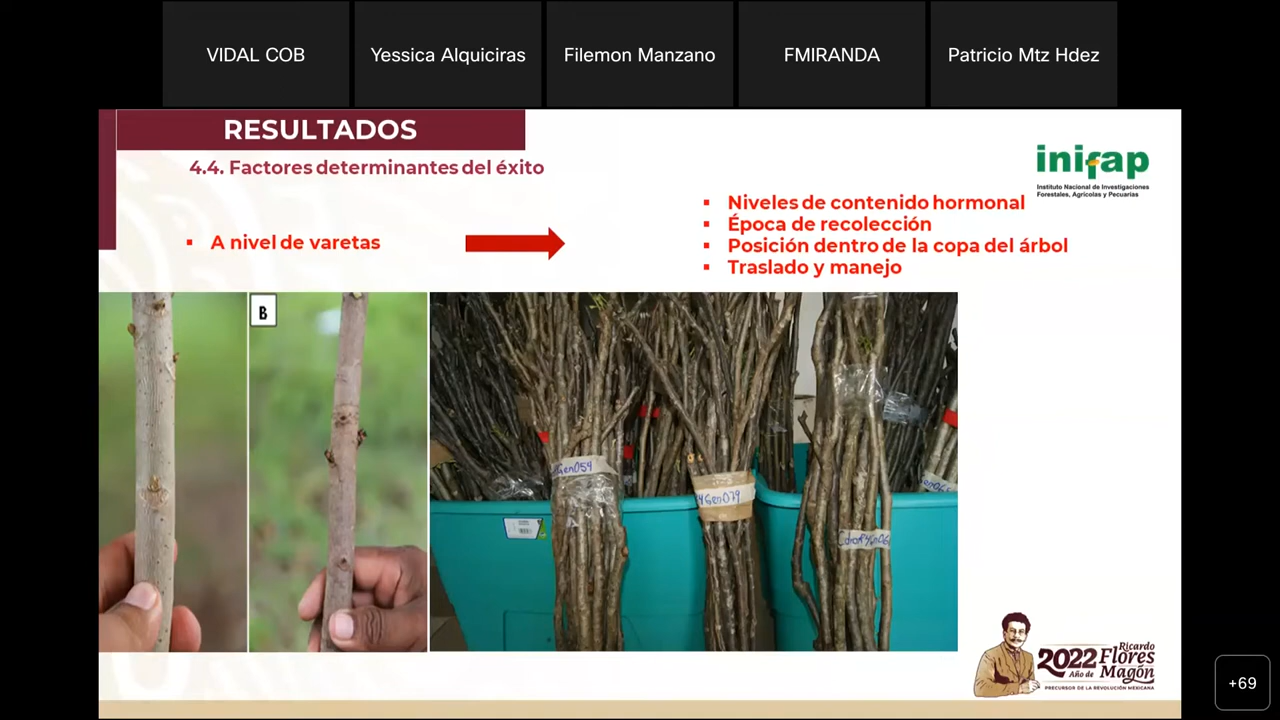 VIDAL COB
Yessica Alquiciras
Filemon Manzano
FMIRANDA
Patricio Mtz Hdez
RESULTADOS
4.4. Factores determinantes del éxito
inifap
Instituto Nacional de Investigaciones
Forestales, Agrícolas y Pecuarias
▪ A nivel de varetas
▪ Niveles de contenido hormonal
▪ Época de recolección
▪ Posición dentro de la copa del árbol
▪ Traslado y manejo
B
Gen059
Gen079
2022 Ricardo
Año de Flores
Magón
PRECURSOR DE LA REVOLUCIÓN MEXICANA
+69